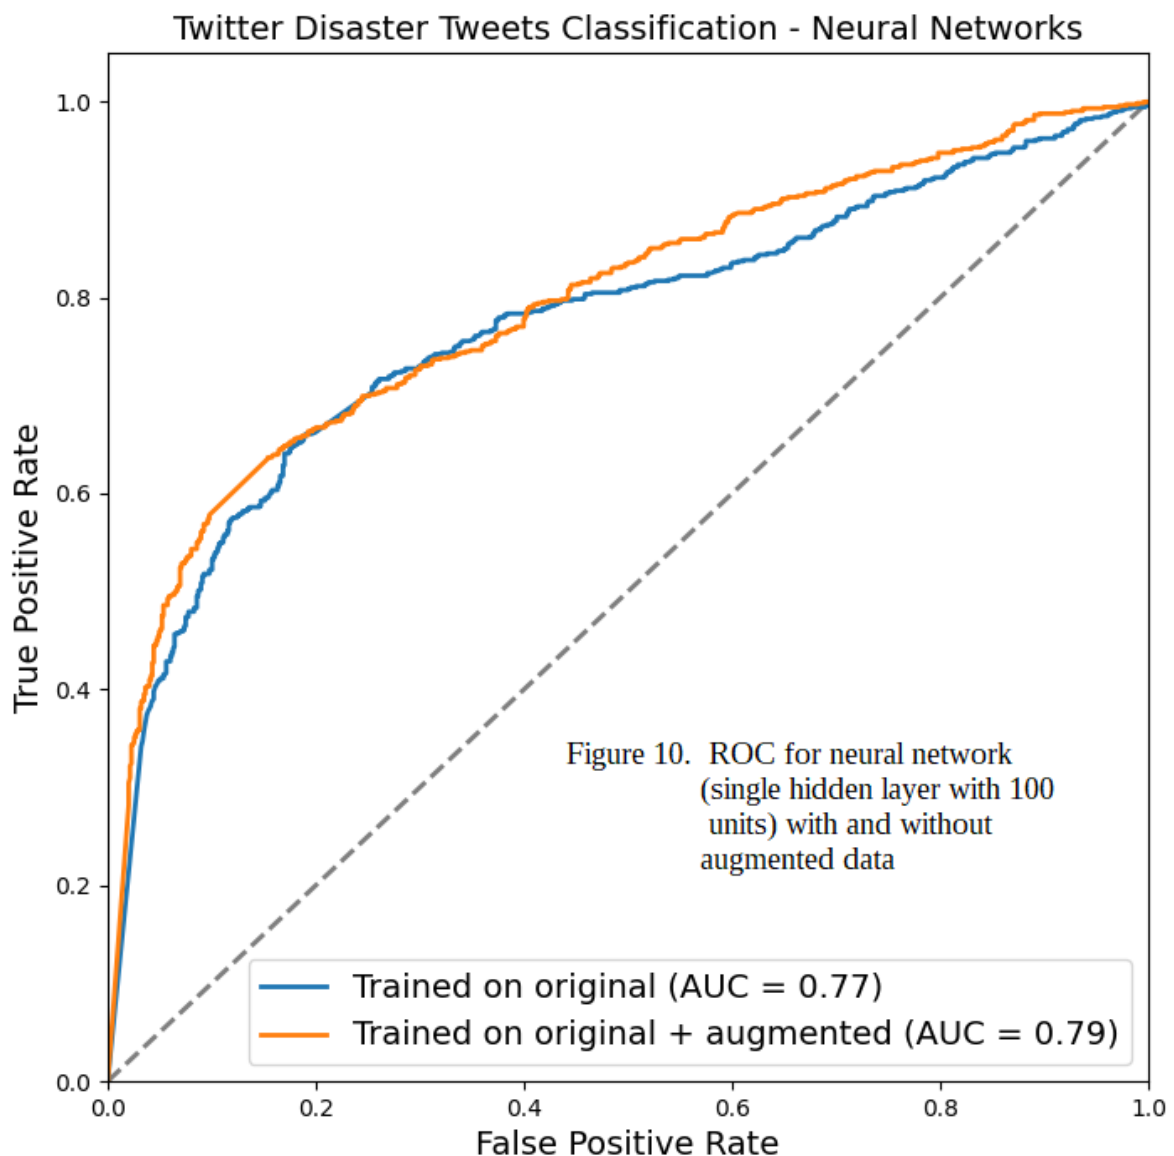 Twitter Disaster Tweets Classification - Neural Networks
1.0
0.8
0.6
0.4
0.2
0.0
True Positive Rate
Figure 10. ROC for neural network
(single hidden layer with 100
units) with and without
augmented data
Trained on original (AUC = 0.77)
Trained on original + augmented (AUC = 0.79)
0.0 0.2 0.4 0.6 0.8 1.0
False Positive Rate